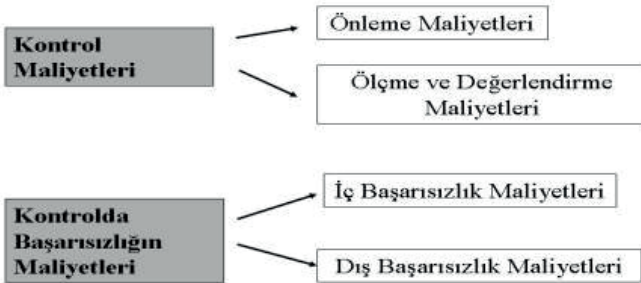 Kontrol
Maliyetleri
Önleme Maliyetleri
Ölçme ve Değerlendirme
Maliyetleri
Kontrolda
Başarısızlığın
Maliyetleri
İç Başarısızlık Maliyetleri
Dış Başarısızlık Maliyetleri